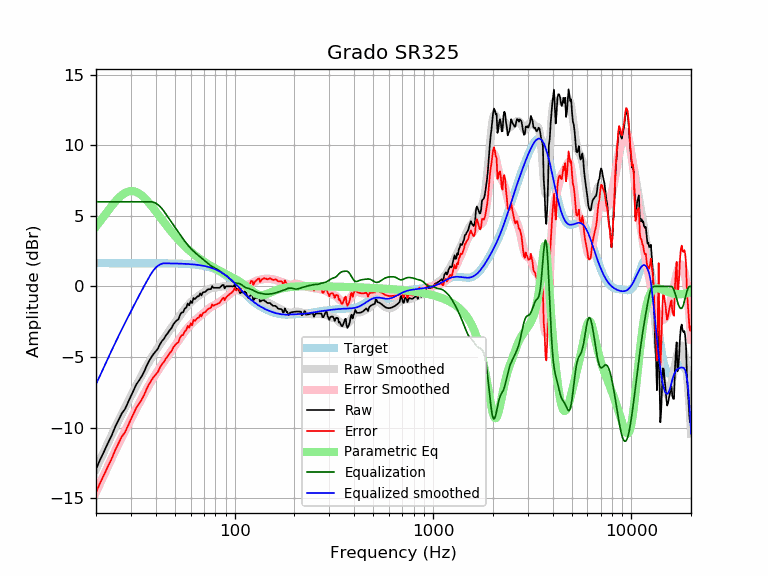 Grado SR325
15
10
5
0
−5
−10
−15
Amplitude (dBr)
Target
Raw Smoothed
Error Smoothed
Raw
Error
Parametric Eq
Equalization
Equalized smoothed
100
1000
10000
Frequency (Hz)